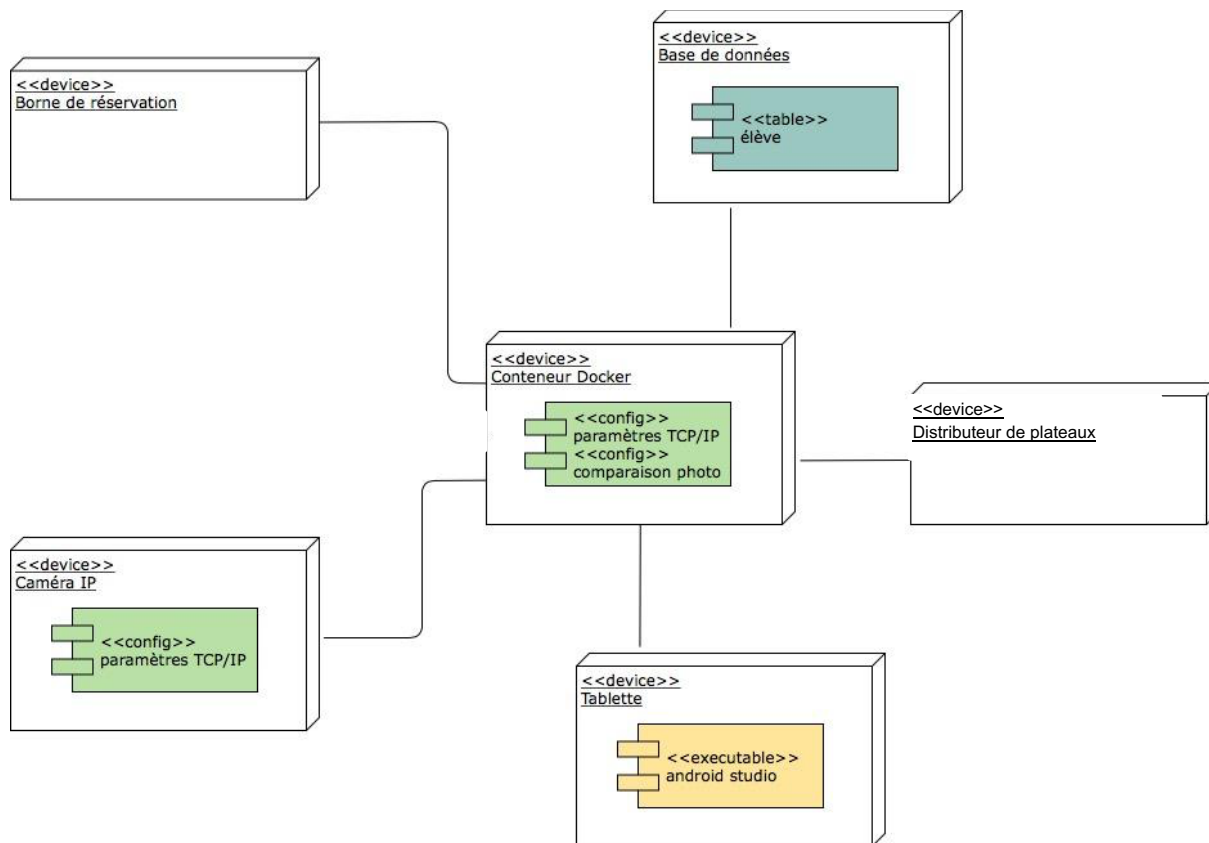 <<device>>
Base de données
<<table>>
élève
<<device>>
Borne de réservation
<<device>>
Conteneur Docker
<<config>>
paramètres TCP/IP
<<config>>
comparaison photo
<<device>>
Distributeur de plateaux
<<device>>
Caméra IP
<<config>>
paramètres TCP/IP
<<device>>
Tablette
<<executable>>
android studio